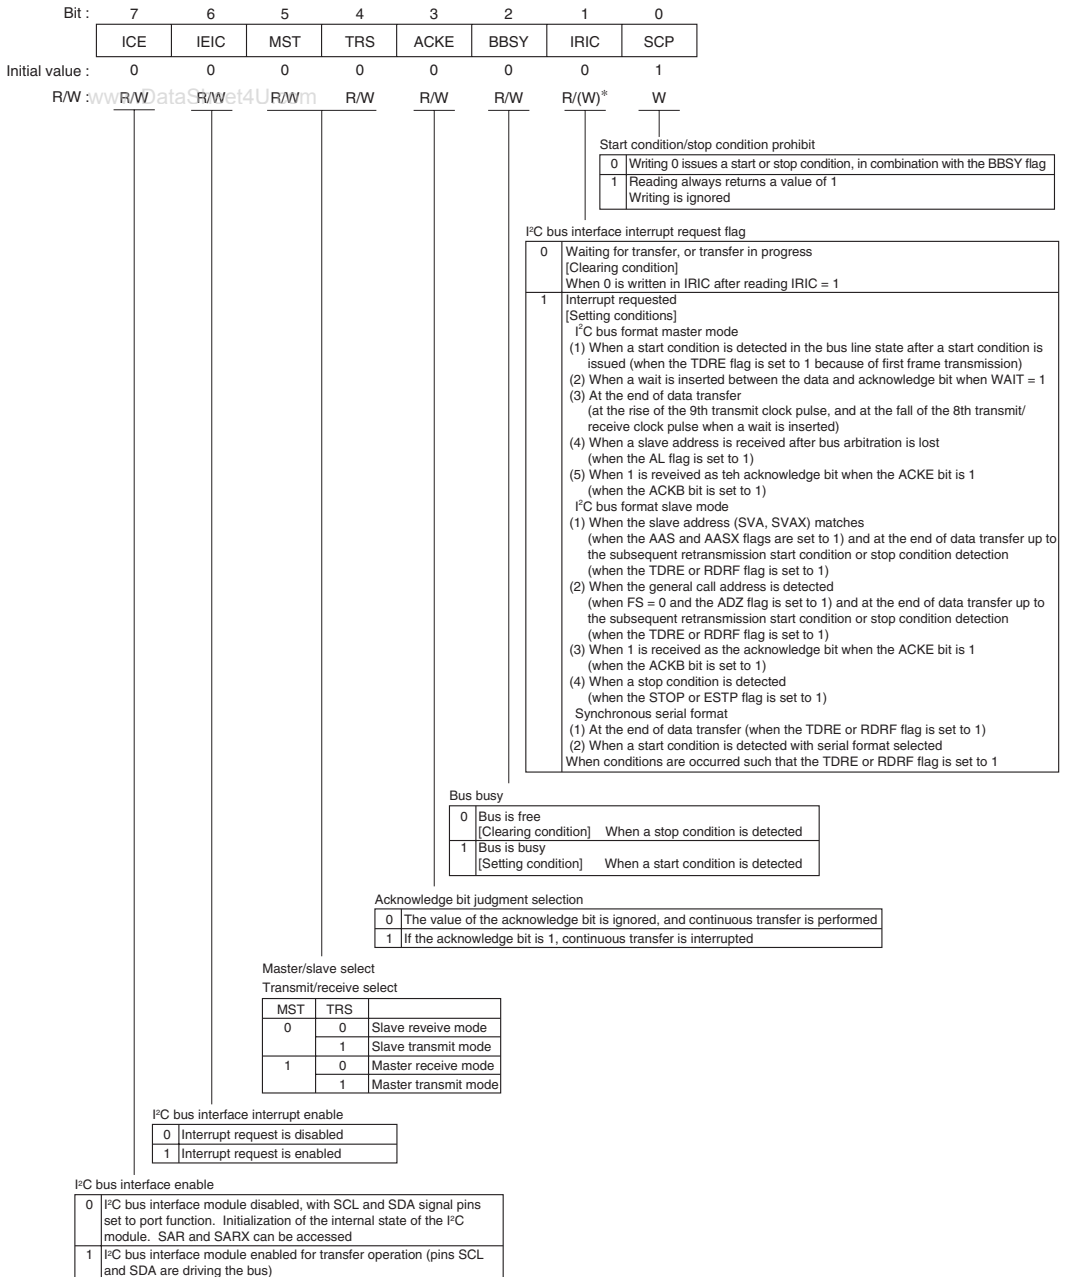 Bit : 7 6 5 4 3 2 1 0
ICE IEIC MST TRS ACKE BBSY IRIC SCP
Initial value : 0 0 0 0 0 0 0 1
R/W : R/W R/W R/W R/W R/W R/W R/(W)* W
www.DataSheet4U.com
Start condition/stop condition prohibit
0 Writing 0 issues a start or stop condition, in combination with the BBSY flag
1 Reading always returns a value of 1
Writing is ignored
I²C bus interface interrupt request flag
0 Waiting for transfer, or transfer in progress
[Clearing condition]
When 0 is written in IRIC after reading IRIC = 1
1 Interrupt requested
[Setting conditions]
I²C bus format master mode
(1) When a start condition is detected in the bus line state after a start condition is
issued (when the TDRE flag is set to 1 because of first frame transmission)
(2) When a wait is inserted between the data and acknowledge bit when WAIT = 1
(3) At the end of data transfer
(at the rise of the 9th transmit clock pulse, and at the fall of the 8th transmit/
receive clock pulse when a wait is inserted)
(4) When a slave address is received after bus arbitration is lost
(when the AL flag is set to 1)
(5) When 1 is reveived as teh acknowledge bit when the ACKE bit is 1
(when the ACKB bit is set to 1)
I²C bus format slave mode
(1) When the slave address (SVA, SVAX) matches
(when the AAS and AASX flags are set to 1) and at the end of data transfer up to
the subsequent retransmission start condition or stop condition detection
(when the TDRE or RDRF flag is set to 1)
(2) When the general call address is detected
(when FS = 0 and the ADZ flag is set to 1) and at the end of data transfer up to
the subsequent retransmission start condition or stop condition detection
(when the TDRE or RDRF flag is set to 1)
(3) When 1 is received as the acknowledge bit when the ACKE bit is 1
(when the ACKB bit is set to 1)
(4) When a stop condition is detected
(when the STOP or ESTP flag is set to 1)
Synchronous serial format
(1) At the end of data transfer (when the TDRE or RDRF flag is set to 1)
(2) When a start condition is detected with serial format selected
When conditions are occurred such that the TDRE or RDRF flag is set to 1
Bus busy
0 Bus is free
[Clearing condition] When a stop condition is detected
1 Bus is busy
[Setting condition] When a start condition is detected
Acknowledge bit judgment selection
0 The value of the acknowledge bit is ignored, and continuous transfer is performed
1 If the acknowledge bit is 1, continuous transfer is interrupted
Master/slave select
Transmit/receive select
MST TRS
0 0 Slave reveive mode
1 Slave transmit mode
1 0 Master receive mode
1 Master transmit mode
I²C bus interface interrupt enable
0 Interrupt request is disabled
1 Interrupt request is enabled
I²C bus interface enable
0 I²C bus interface module disabled, with SCL and SDA signal pins
set to port function. Initialization of the internal state of the I²C
module. SAR and SARX can be accessed
1 I²C bus interface module enabled for transfer operation (pins SCL
and SDA are driving the bus)